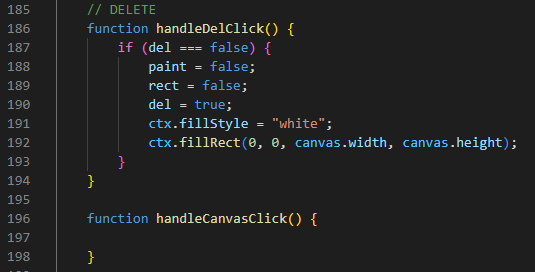 185 // DELETE
186 function handleDelClick() {
187 if (del === false) {
188 paint = false;
189 rect = false;
190 del = true;
191 ctx.fillStyle = "white";
192 ctx.fillRect(0, 0, canvas.width, canvas.height);
193 }
194 }
195
196 function handleCanvasClick() {
197
198 }